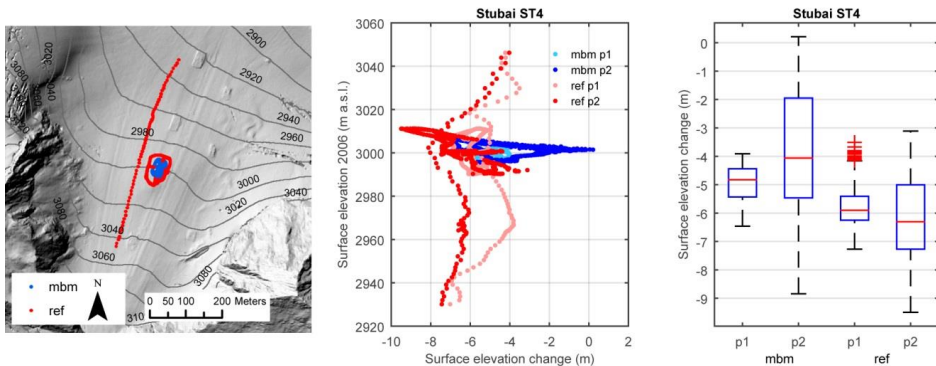 3020
3080
3040
2900
2920
2940
2960
2980
3000
3020
3040
3080
3040
3060
3080
310
mbm
ref
N
0 50 100 200 Meters
Stubai ST4
3060
3040
3020
3000
2980
2960
2940
2920
Surface elevation 2006 (m a.s.l.)
mbm p1
mbm p2
ref p1
ref p2
-10 -8 -6 -4 -2 0 2
Surface elevation change (m)
Stubai ST4
0
-1
-2
-3
-4
-5
-6
-7
-8
-9
Surface elevation change (m)
p1 p2 p1 p2
mbm ref